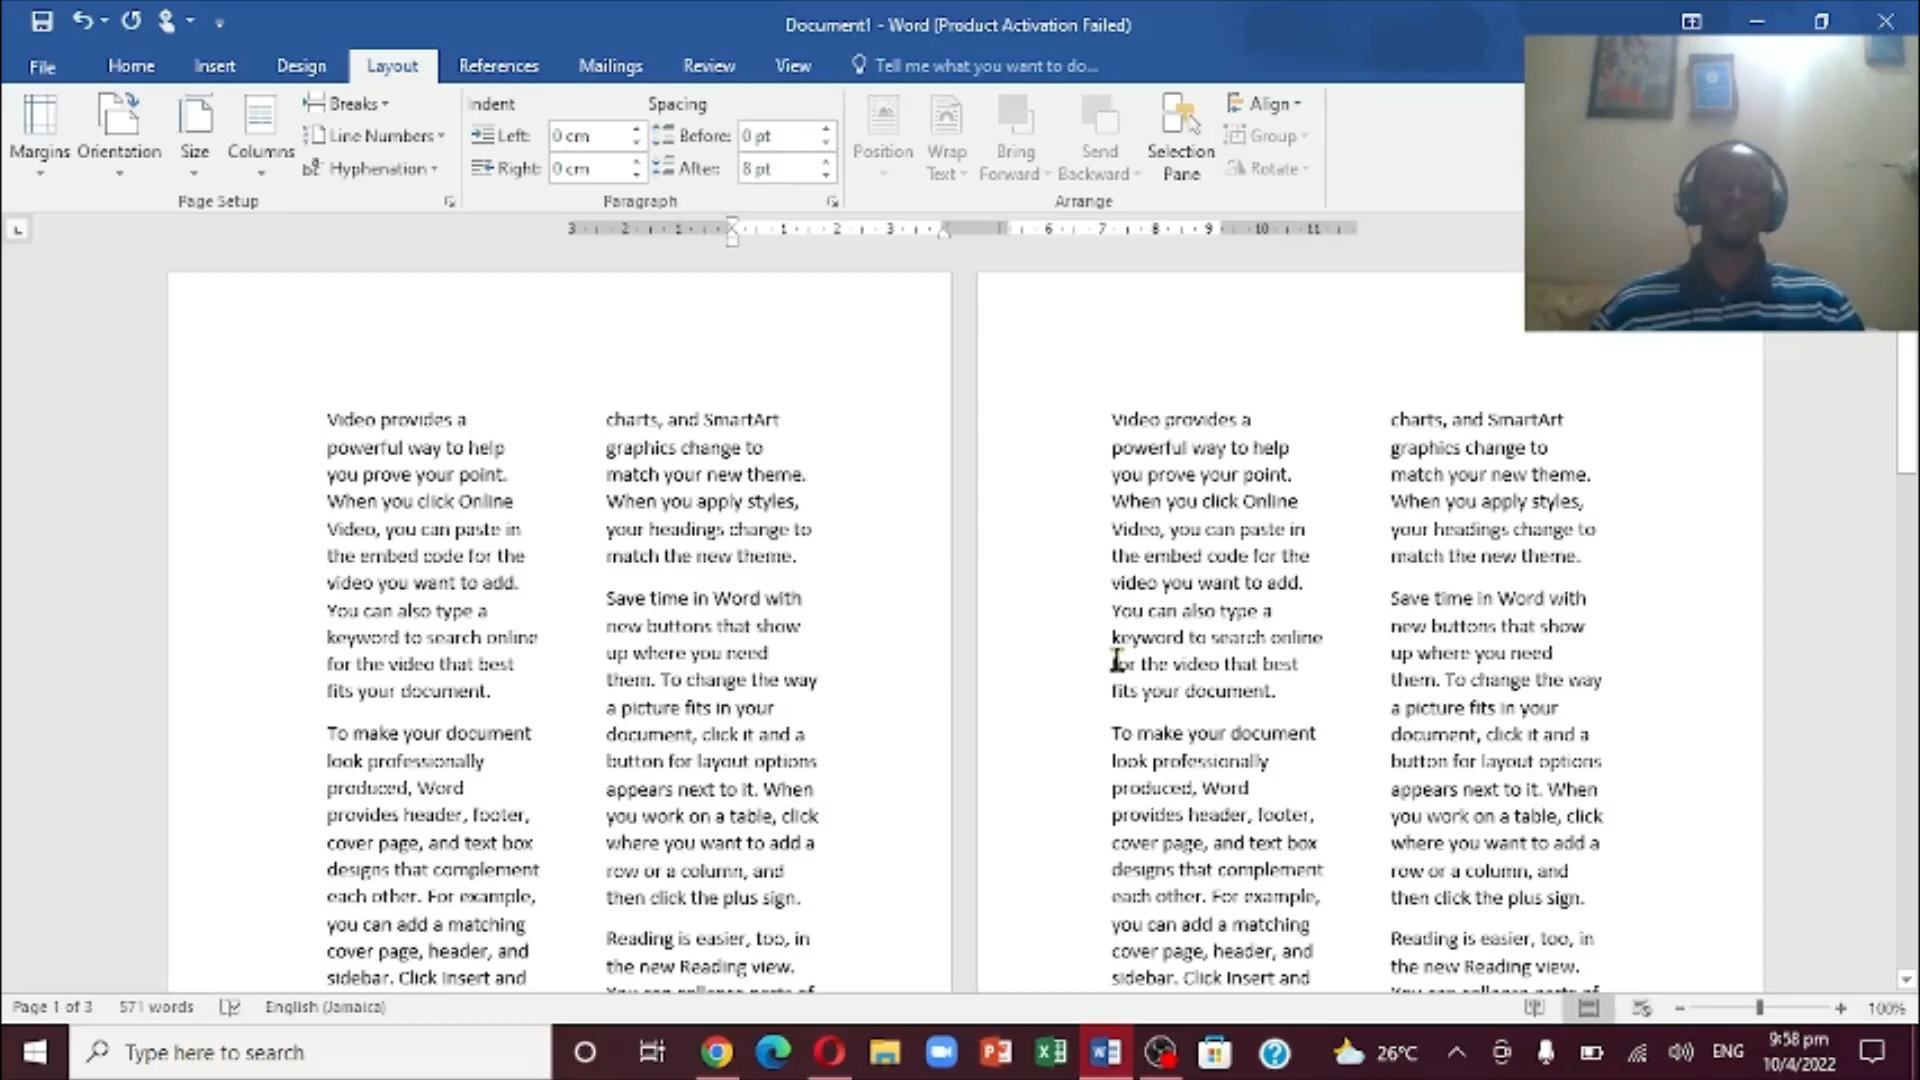 Document1 - Word (Product Activation Failed)
File Home Insert Design Layout References Mailings Review View Tell me what you want to do...
Margins Orientation Size Columns
Breaks
Line Numbers
Hyphenation
Page Setup
Indent Spacing
Left: 0 cm Before: 0 pt
Right: 0 cm After: 8 pt
Paragraph
Position Wrap Text Bring Forward Send Backward Selection Pane
Align
Group
Rotate
Arrange
3 2 1 1 2 3 6 7 8 9 10 11
Video provides a
powerful way to help
you prove your point.
When you click Online
Video, you can paste in
the embed code for the
video you want to add.
You can also type a
keyword to search online
for the video that best
fits your document.
To make your document
look professionally
produced, Word
provides header, footer,
cover page, and text box
designs that complement
each other. For example,
you can add a matching
cover page, header, and
sidebar. Click Insert and
charts, and SmartArt
graphics change to
match your new theme.
When you apply styles,
your headings change to
match the new theme.
Save time in Word with
new buttons that show
up where you need
them. To change the way
a picture fits in your
document, click it and a
button for layout options
appears next to it. When
you work on a table, click
where you want to add a
row or a column, and
then click the plus sign.
Reading is easier, too, in
the new Reading view.
Video provides a
powerful way to help
you prove your point.
When you click Online
Video, you can paste in
the embed code for the
video you want to add.
You can also type a
keyword to search online
for the video that best
fits your document.
To make your document
look professionally
produced, Word
provides header, footer,
cover page, and text box
designs that complement
each other. For example,
you can add a matching
cover page, header, and
sidebar. Click Insert and
charts, and SmartArt
graphics change to
match your new theme.
When you apply styles,
your headings change to
match the new theme.
Save time in Word with
new buttons that show
up where you need
them. To change the way
a picture fits in your
document, click it and a
button for layout options
appears next to it. When
you work on a table, click
where you want to add a
row or a column, and
then click the plus sign.
Reading is easier, too, in
the new Reading view.
Page 1 of 3 571 words English (Jamaica) 100%
Type here to search
26°C ENG 9:58 pm
10/4/2022